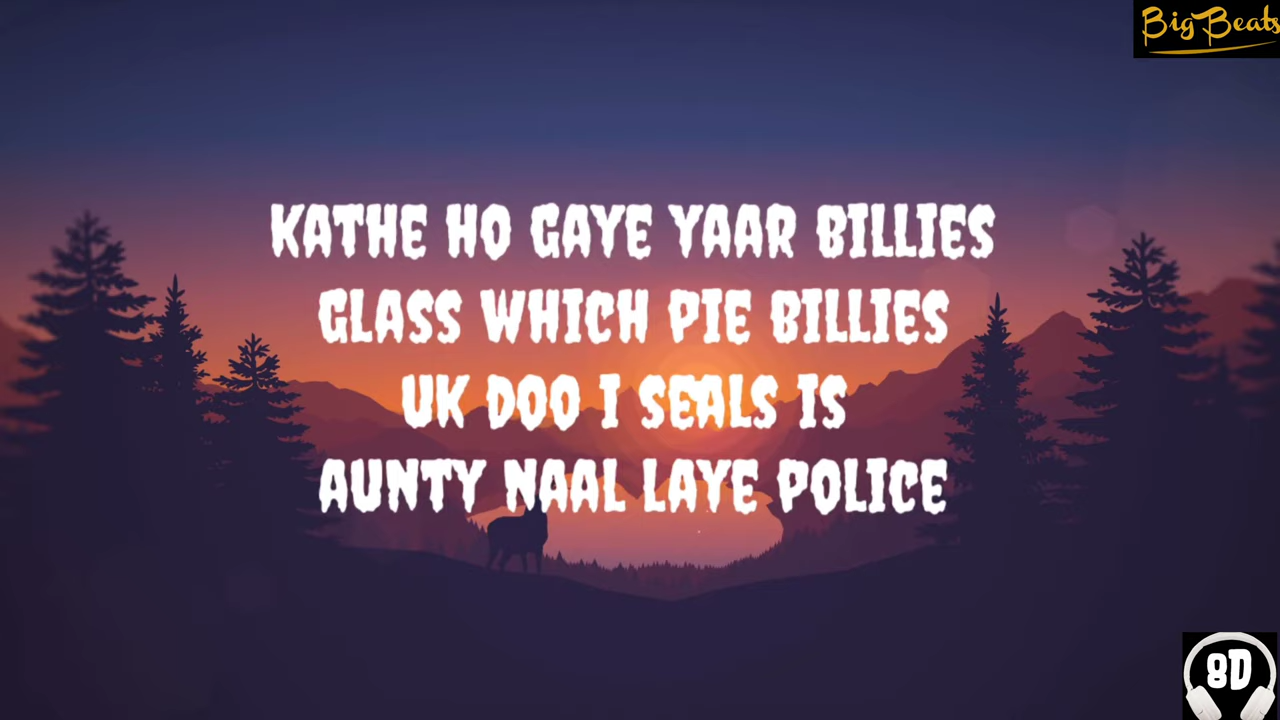 Big Beats
KATHE HO GAYE YAAR BILLIES
GLASS WHICH PIE BILLIES
UK DOO I SEALS IS
AUNTY NAAL LAYE POLICE
8D